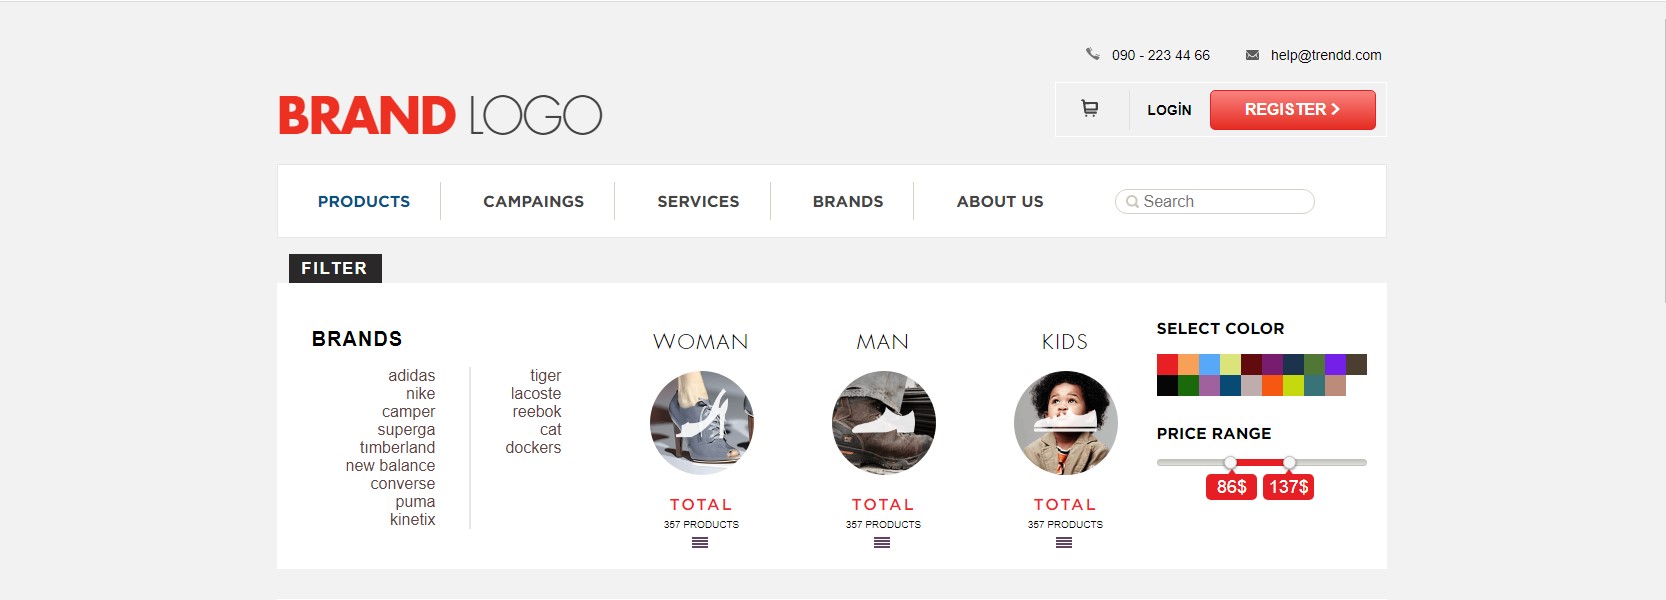 090 - 223 44 66
help@trendd.com
BRAND LOGO
LOGİN
REGISTER >
PRODUCTS
CAMPAINGS
SERVICES
BRANDS
ABOUT US
Search
FILTER
BRANDS
adidas
nike
camper
superga
tımberland
new balance
converse
puma
kinetix
tiger
lacoste
reebok
cat
dockers
WOMAN
TOTAL
357 PRODUCTS
MAN
TOTAL
357 PRODUCTS
KIDS
TOTAL
357 PRODUCTS
SELECT COLOR
PRICE RANGE
86$
137$